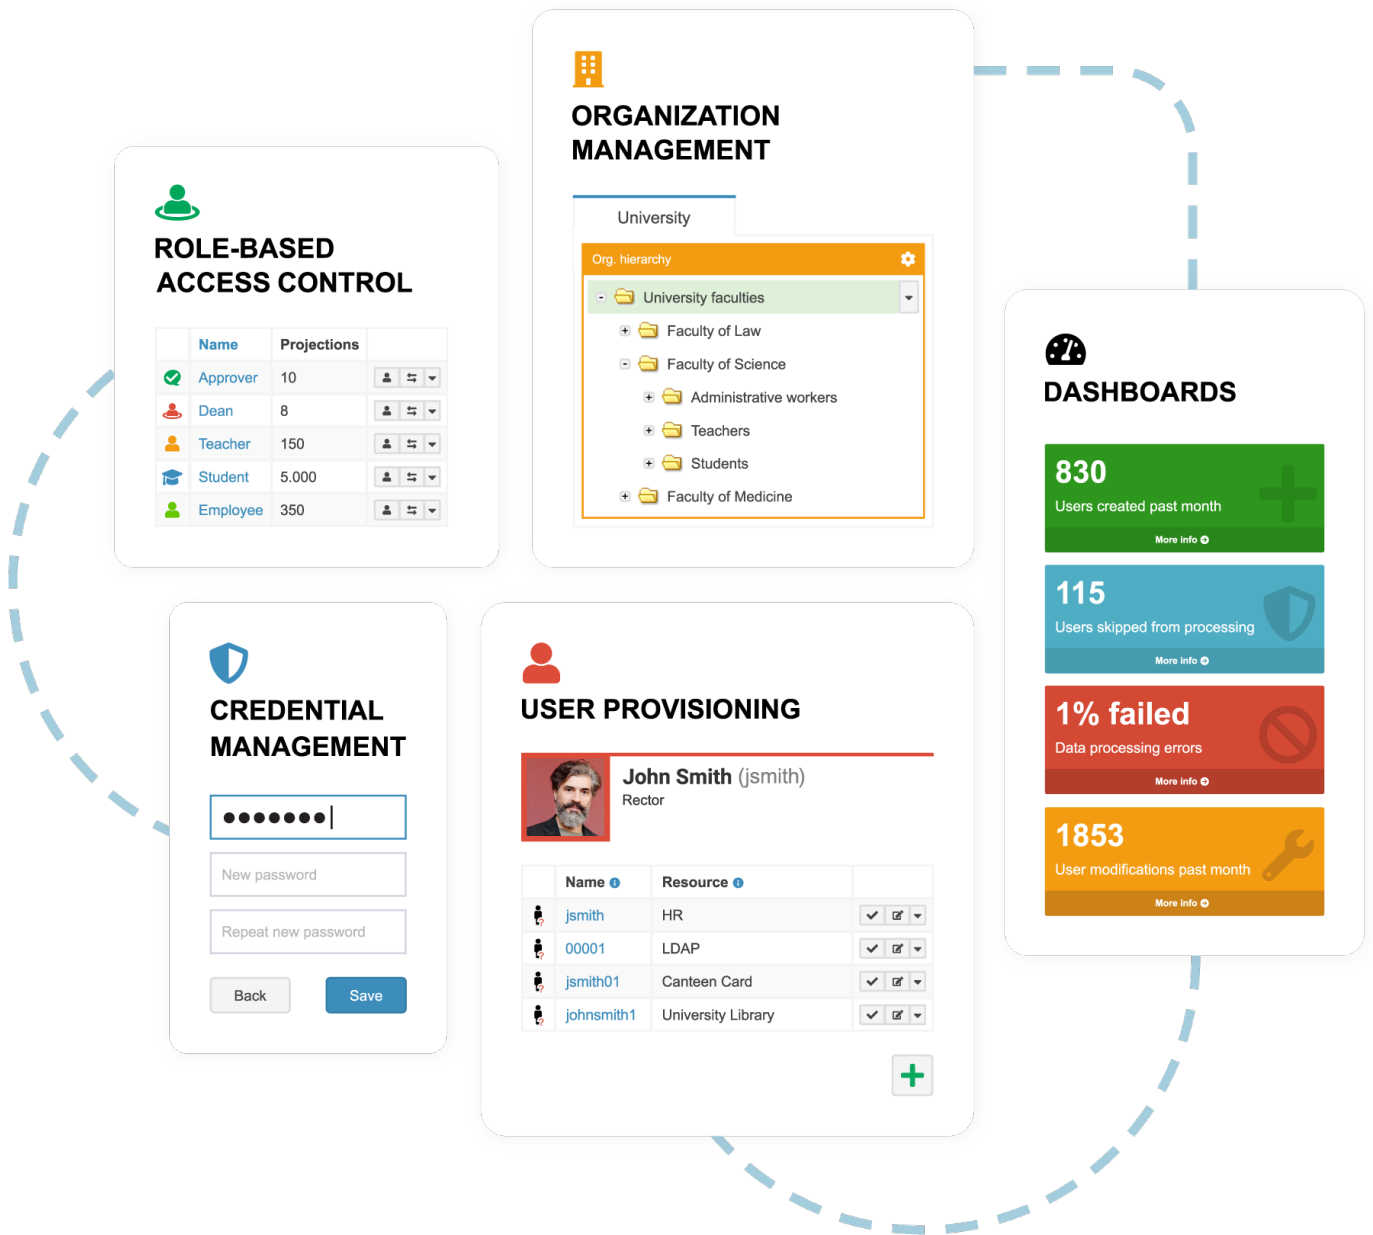 ORGANIZATION
MANAGEMENT
University
Org. hierarchy
University faculties
Faculty of Law
Faculty of Science
Administrative workers
Teachers
Students
Faculty of Medicine
ROLE-BASED
ACCESS CONTROL
Name Projections
Approver 10
Dean 8
Teacher 150
Student 5.000
Employee 350
DASHBOARDS
830
Users created past month
More info
115
Users skipped from processing
More info
1% failed
Data processing errors
More info
1853
User modifications past month
More info
CREDENTIAL
MANAGEMENT
New password
Repeat new password
Back Save
USER PROVISIONING
John Smith (jsmith)
Rector
Name Resource
jsmith HR
00001 LDAP
jsmith01 Canteen Card
johnsmith1 University Library